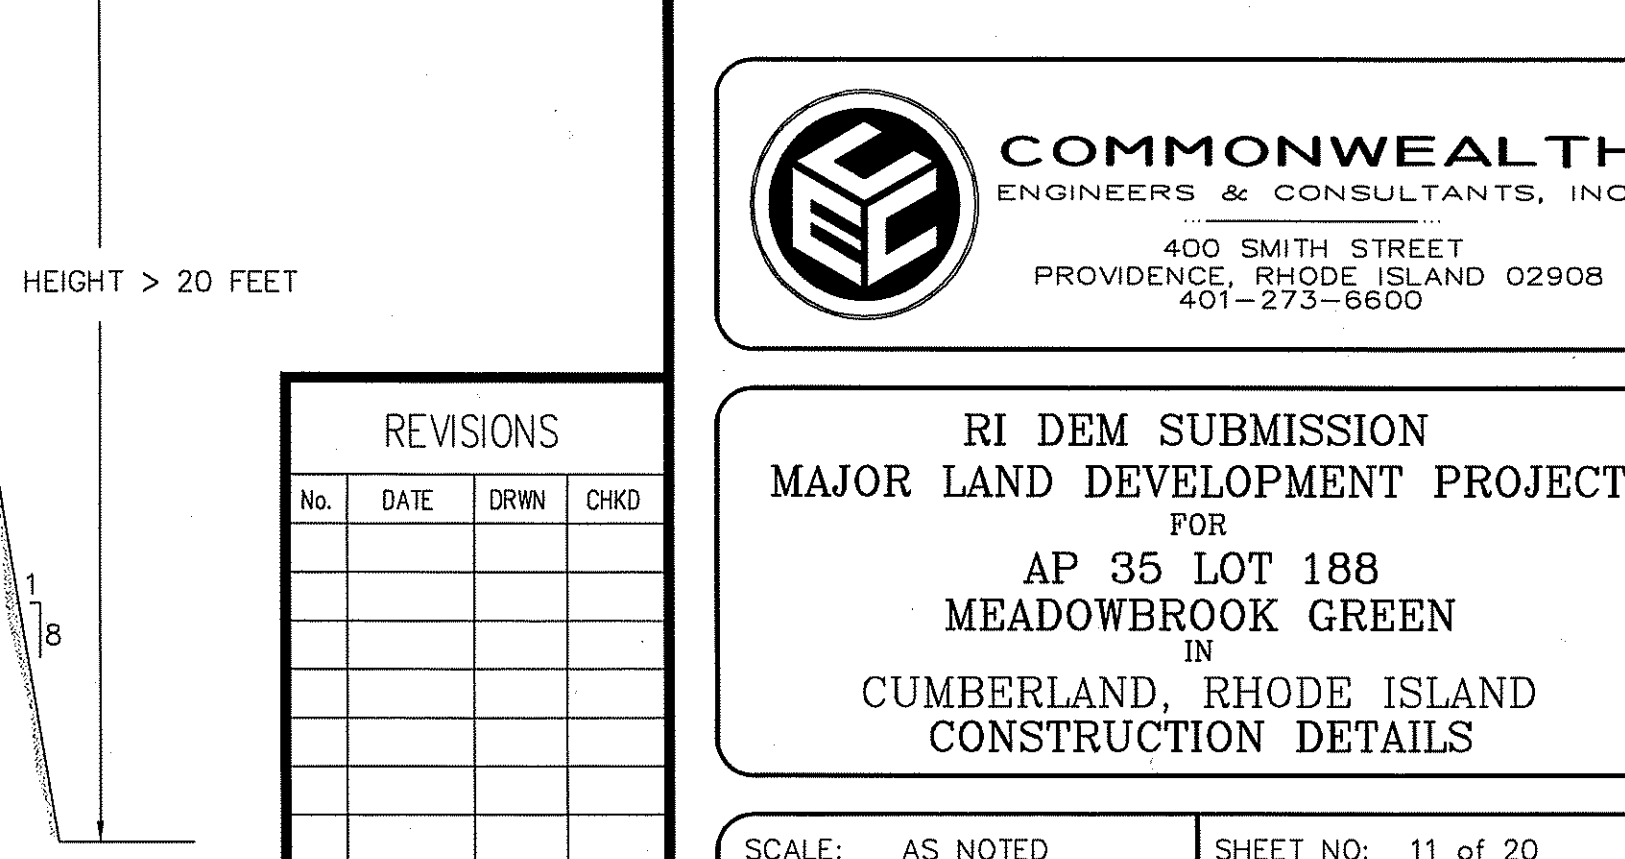 HEIGHT > 20 FEET
1
8
REVISIONS
No. DATE DRWN CHKD
CEC
COMMONWEALTH
ENGINEERS & CONSULTANTS, INC
400 SMITH STREET
PROVIDENCE, RHODE ISLAND 02908
401-273-6600
RI DEM SUBMISSION
MAJOR LAND DEVELOPMENT PROJECT
FOR
AP 35 LOT 188
MEADOWBROOK GREEN
IN
CUMBERLAND, RHODE ISLAND
CONSTRUCTION DETAILS
SCALE: AS NOTED
SHEET NO: 11 of 20